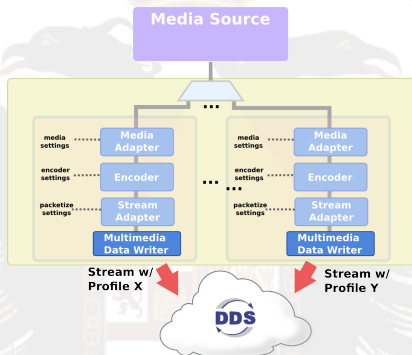 Media Source
...
media
settings
Media
Adapter
encoder
settings
Encoder
packetize
settings
Stream
Adapter
Multimedia
Data Writer
...
...
media
settings
Media
Adapter
encoder
settings
Encoder
packetize
settings
Stream
Adapter
Multimedia
Data Writer
Stream w/
Profile X
Stream w/
Profile Y
DDS